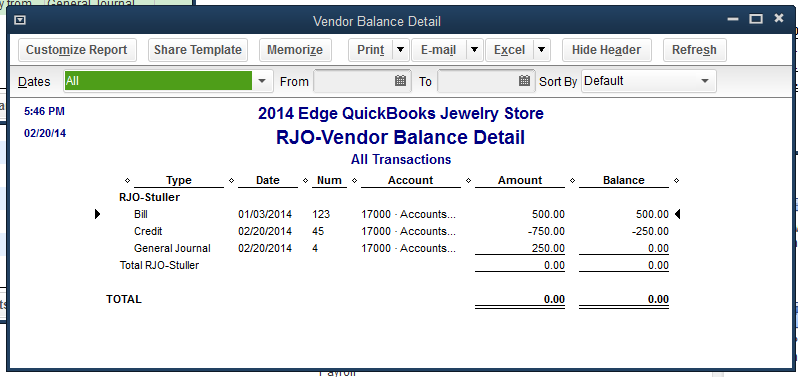 y from General Journal
Vendor Balance Detail
Customize Report Share Template Memorize Print E-mail Excel Hide Header Refresh
Dates All From To Sort By Default
5:46 PM 2014 Edge QuickBooks Jewelry Store
02/20/14 RJO-Vendor Balance Detail
All Transactions
Type Date Num Account Amount Balance
RJO-Stuller
Bill 01/03/2014 123 17000 · Accounts... 500.00 500.00
Credit 02/20/2014 45 17000 · Accounts... -750.00 -250.00
General Journal 02/20/2014 4 17000 · Accounts... 250.00 0.00
Total RJO-Stuller 0.00 0.00
TOTAL 0.00 0.00
Payroll